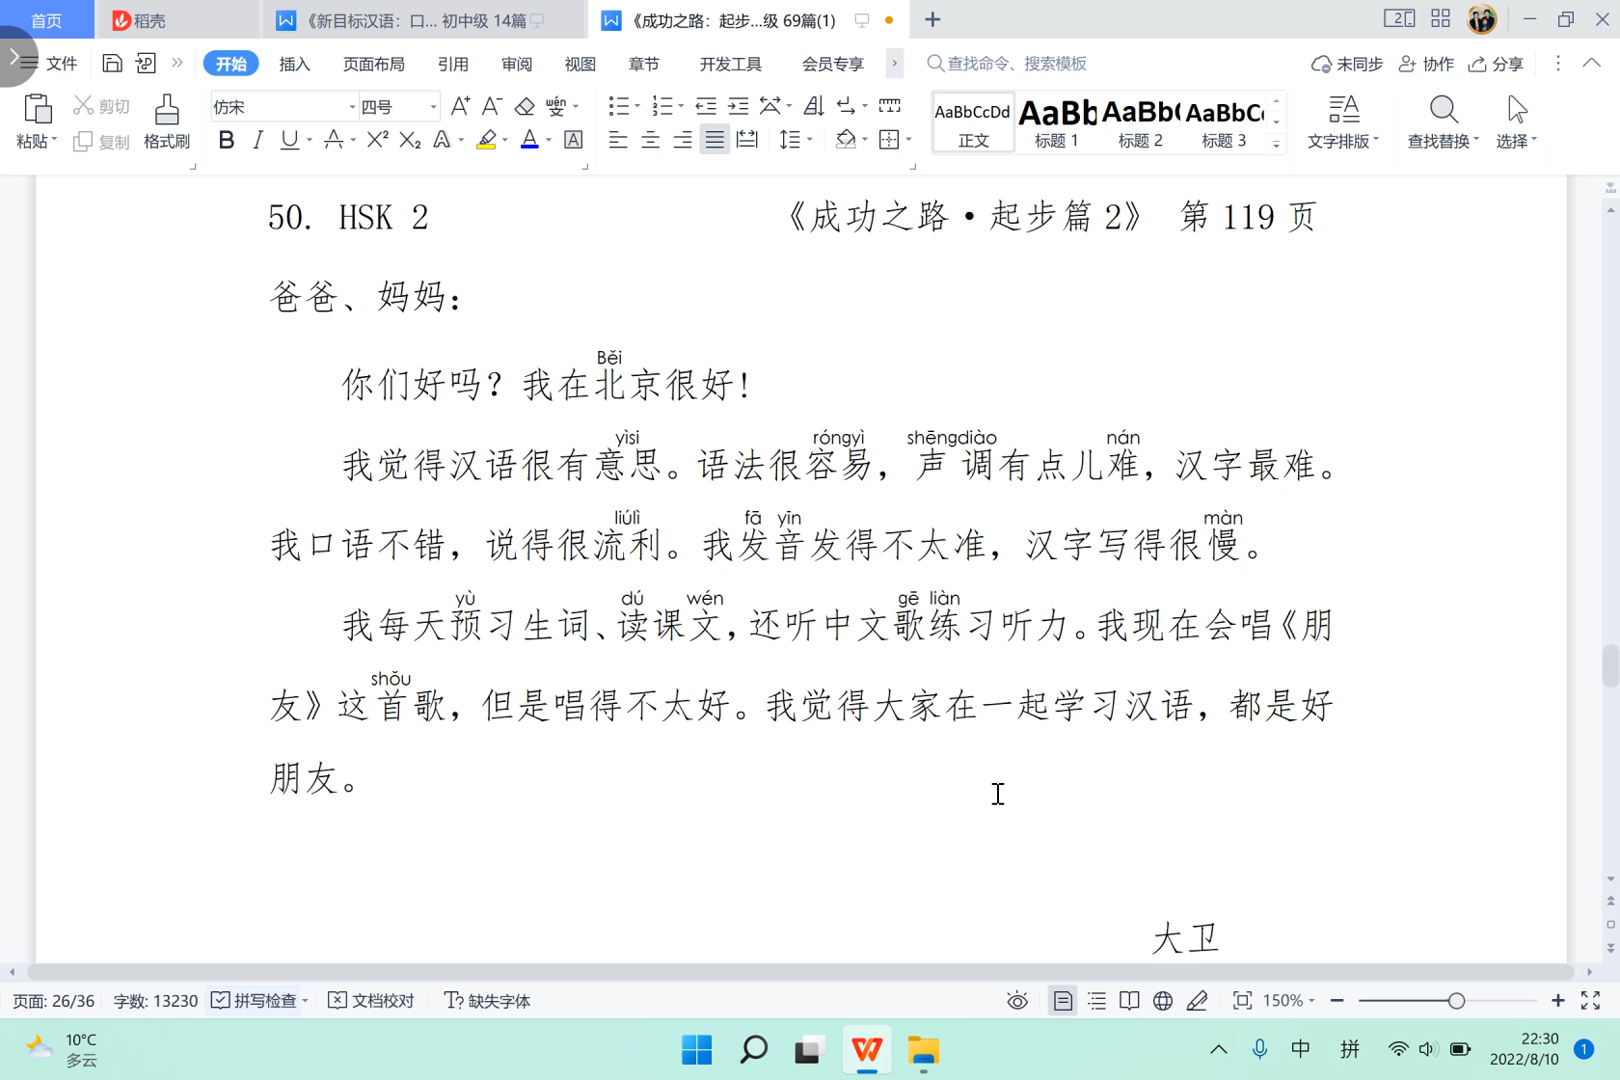 首页
稻壳
《新目标汉语：口... 初中级 14篇
《成功之路：起步...级 69篇(1)
文件
开始
插入
页面布局
引用
审阅
视图
章节
开发工具
会员专享
查找命令、搜索模板
未同步
协作
分享
粘贴
剪切
复制
格式刷
仿宋
四号
AaBbCcDd
正文
AaBb
标题 1
AaBb(
标题 2
AaBbC
标题 3
文字排版
查找替换
选择
50. HSK 2 《成功之路·起步篇2》 第 119 页
爸爸、妈妈：
Běi
你们好吗？我在北京很好！
yìsi róngyì shēngdiào nán
我觉得汉语很有意思。语法很容易，声调有点儿难，汉字最难。
liúlì fā yīn màn
我口语不错，说得很流利。我发音发得不太准，汉字写得很慢。
yù dú wén gē liàn
我每天预习生词、读课文，还听中文歌练习听力。我现在会唱《朋
shǒu
友》这首歌，但是唱得不太好。我觉得大家在一起学习汉语，都是好
朋友。
大卫
页面: 26/36 字数: 13230 拼写检查 文档校对 缺失字体 150%
10°C
多云
中 拼
22:30
2022/8/10
1